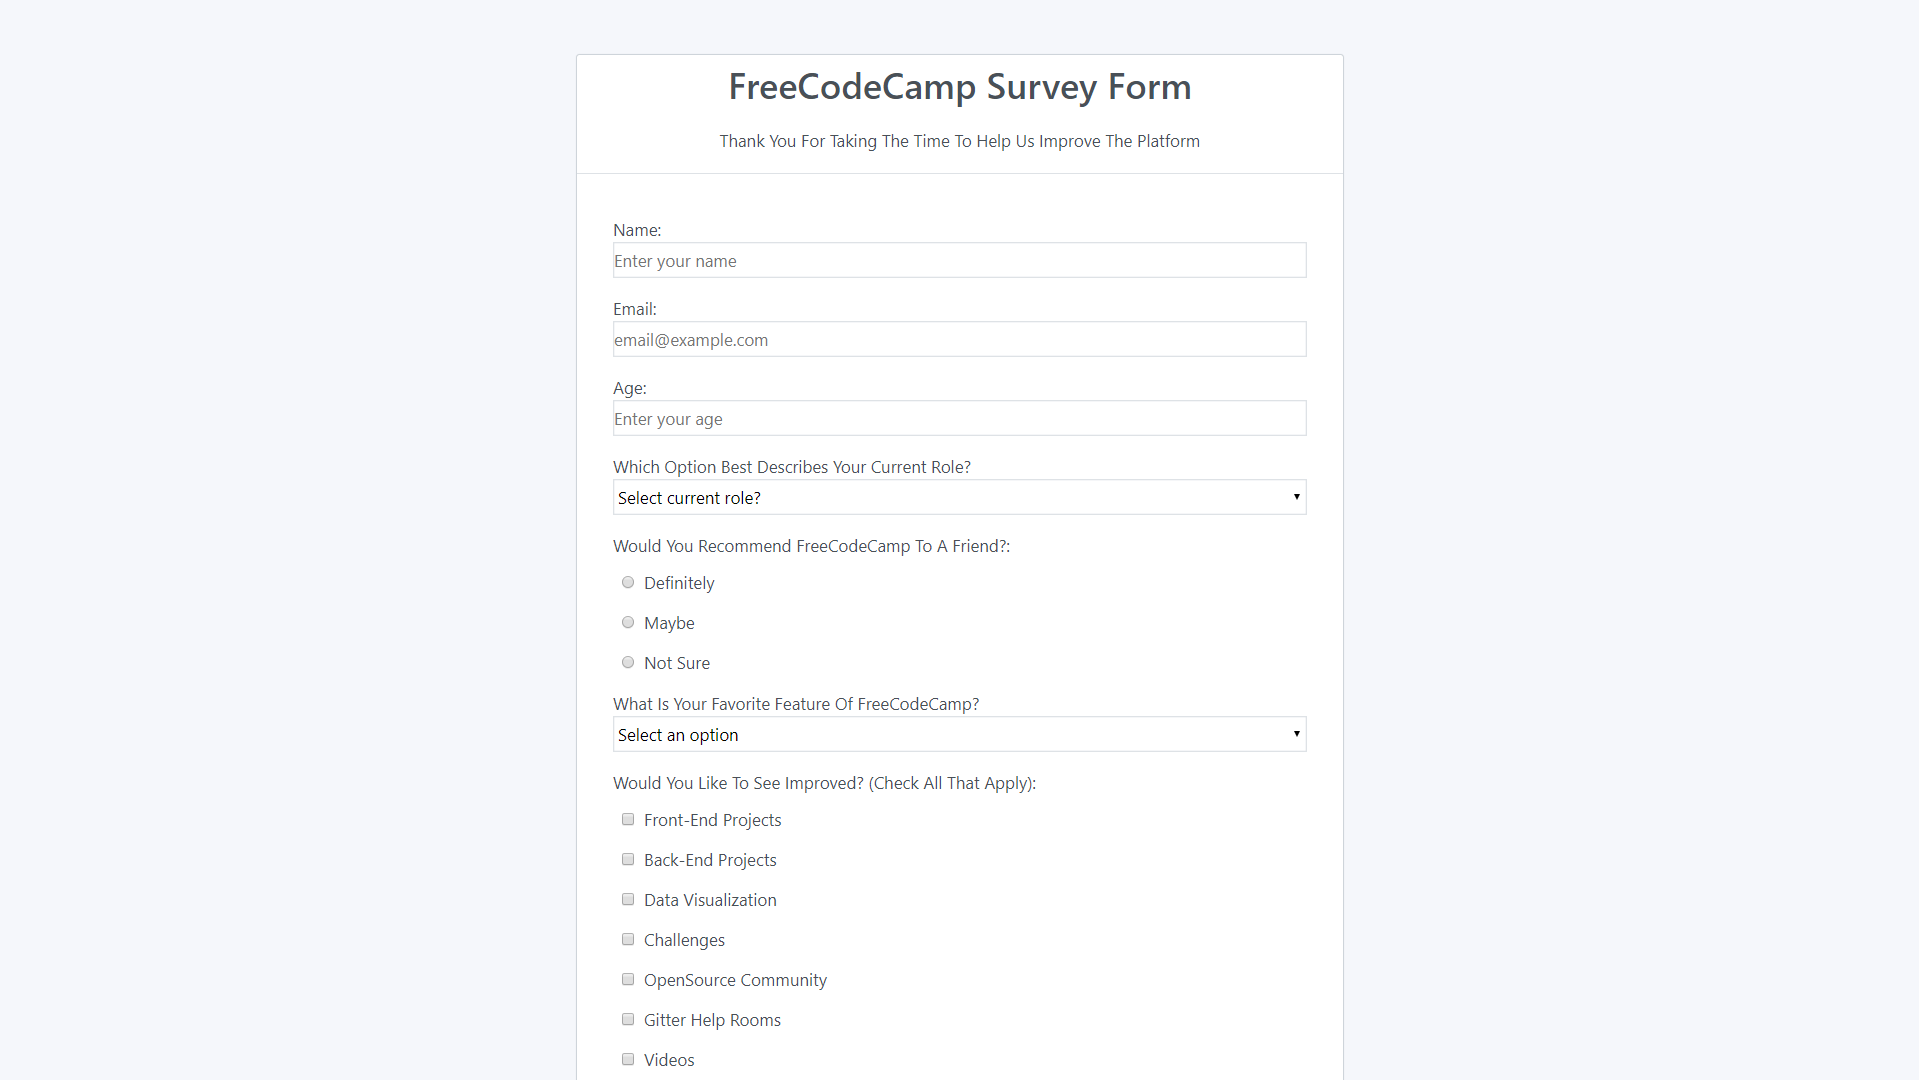 FreeCodeCamp Survey Form
Thank You For Taking The Time To Help Us Improve The Platform
Name:
Enter your name
Email:
email@example.com
Age:
Enter your age
Which Option Best Describes Your Current Role?
Select current role?
Would You Recommend FreeCodeCamp To A Friend?:
Definitely
Maybe
Not Sure
What Is Your Favorite Feature Of FreeCodeCamp?
Select an option
Would You Like To See Improved? (Check All That Apply):
Front-End Projects
Back-End Projects
Data Visualization
Challenges
OpenSource Community
Gitter Help Rooms
Videos